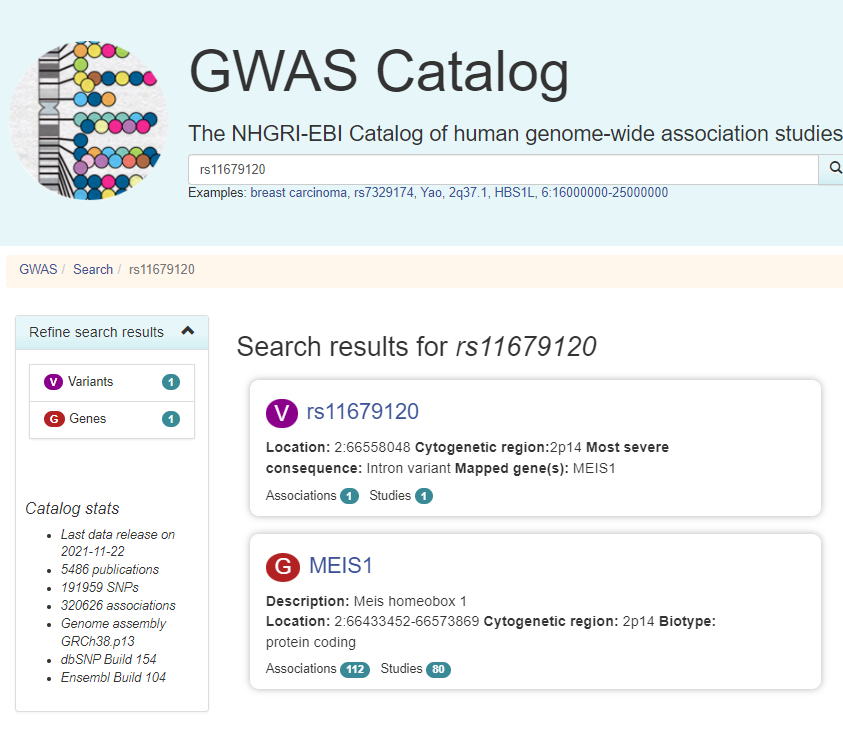 GWAS Catalog
The NHGRI-EBI Catalog of human genome-wide association studies
rs11679120
Examples: breast carcinoma, rs7329174, Yao, 2q37.1, HBS1L, 6:16000000-25000000
GWAS / Search / rs11679120
Refine search results
V Variants 1
G Genes 1
Catalog stats
Last data release on
2021-11-22
5486 publications
191959 SNPs
320626 associations
Genome assembly
GRCh38.p13
dbSNP Build 154
Ensembl Build 104
Search results for rs11679120
V rs11679120
Location: 2:66558048 Cytogenetic region:2p14 Most severe
consequence: Intron variant Mapped gene(s): MEIS1
Associations 1 Studies 1
G MEIS1
Description: Meis homeobox 1
Location: 2:66433452-66573869 Cytogenetic region: 2p14 Biotype:
protein coding
Associations 112 Studies 80